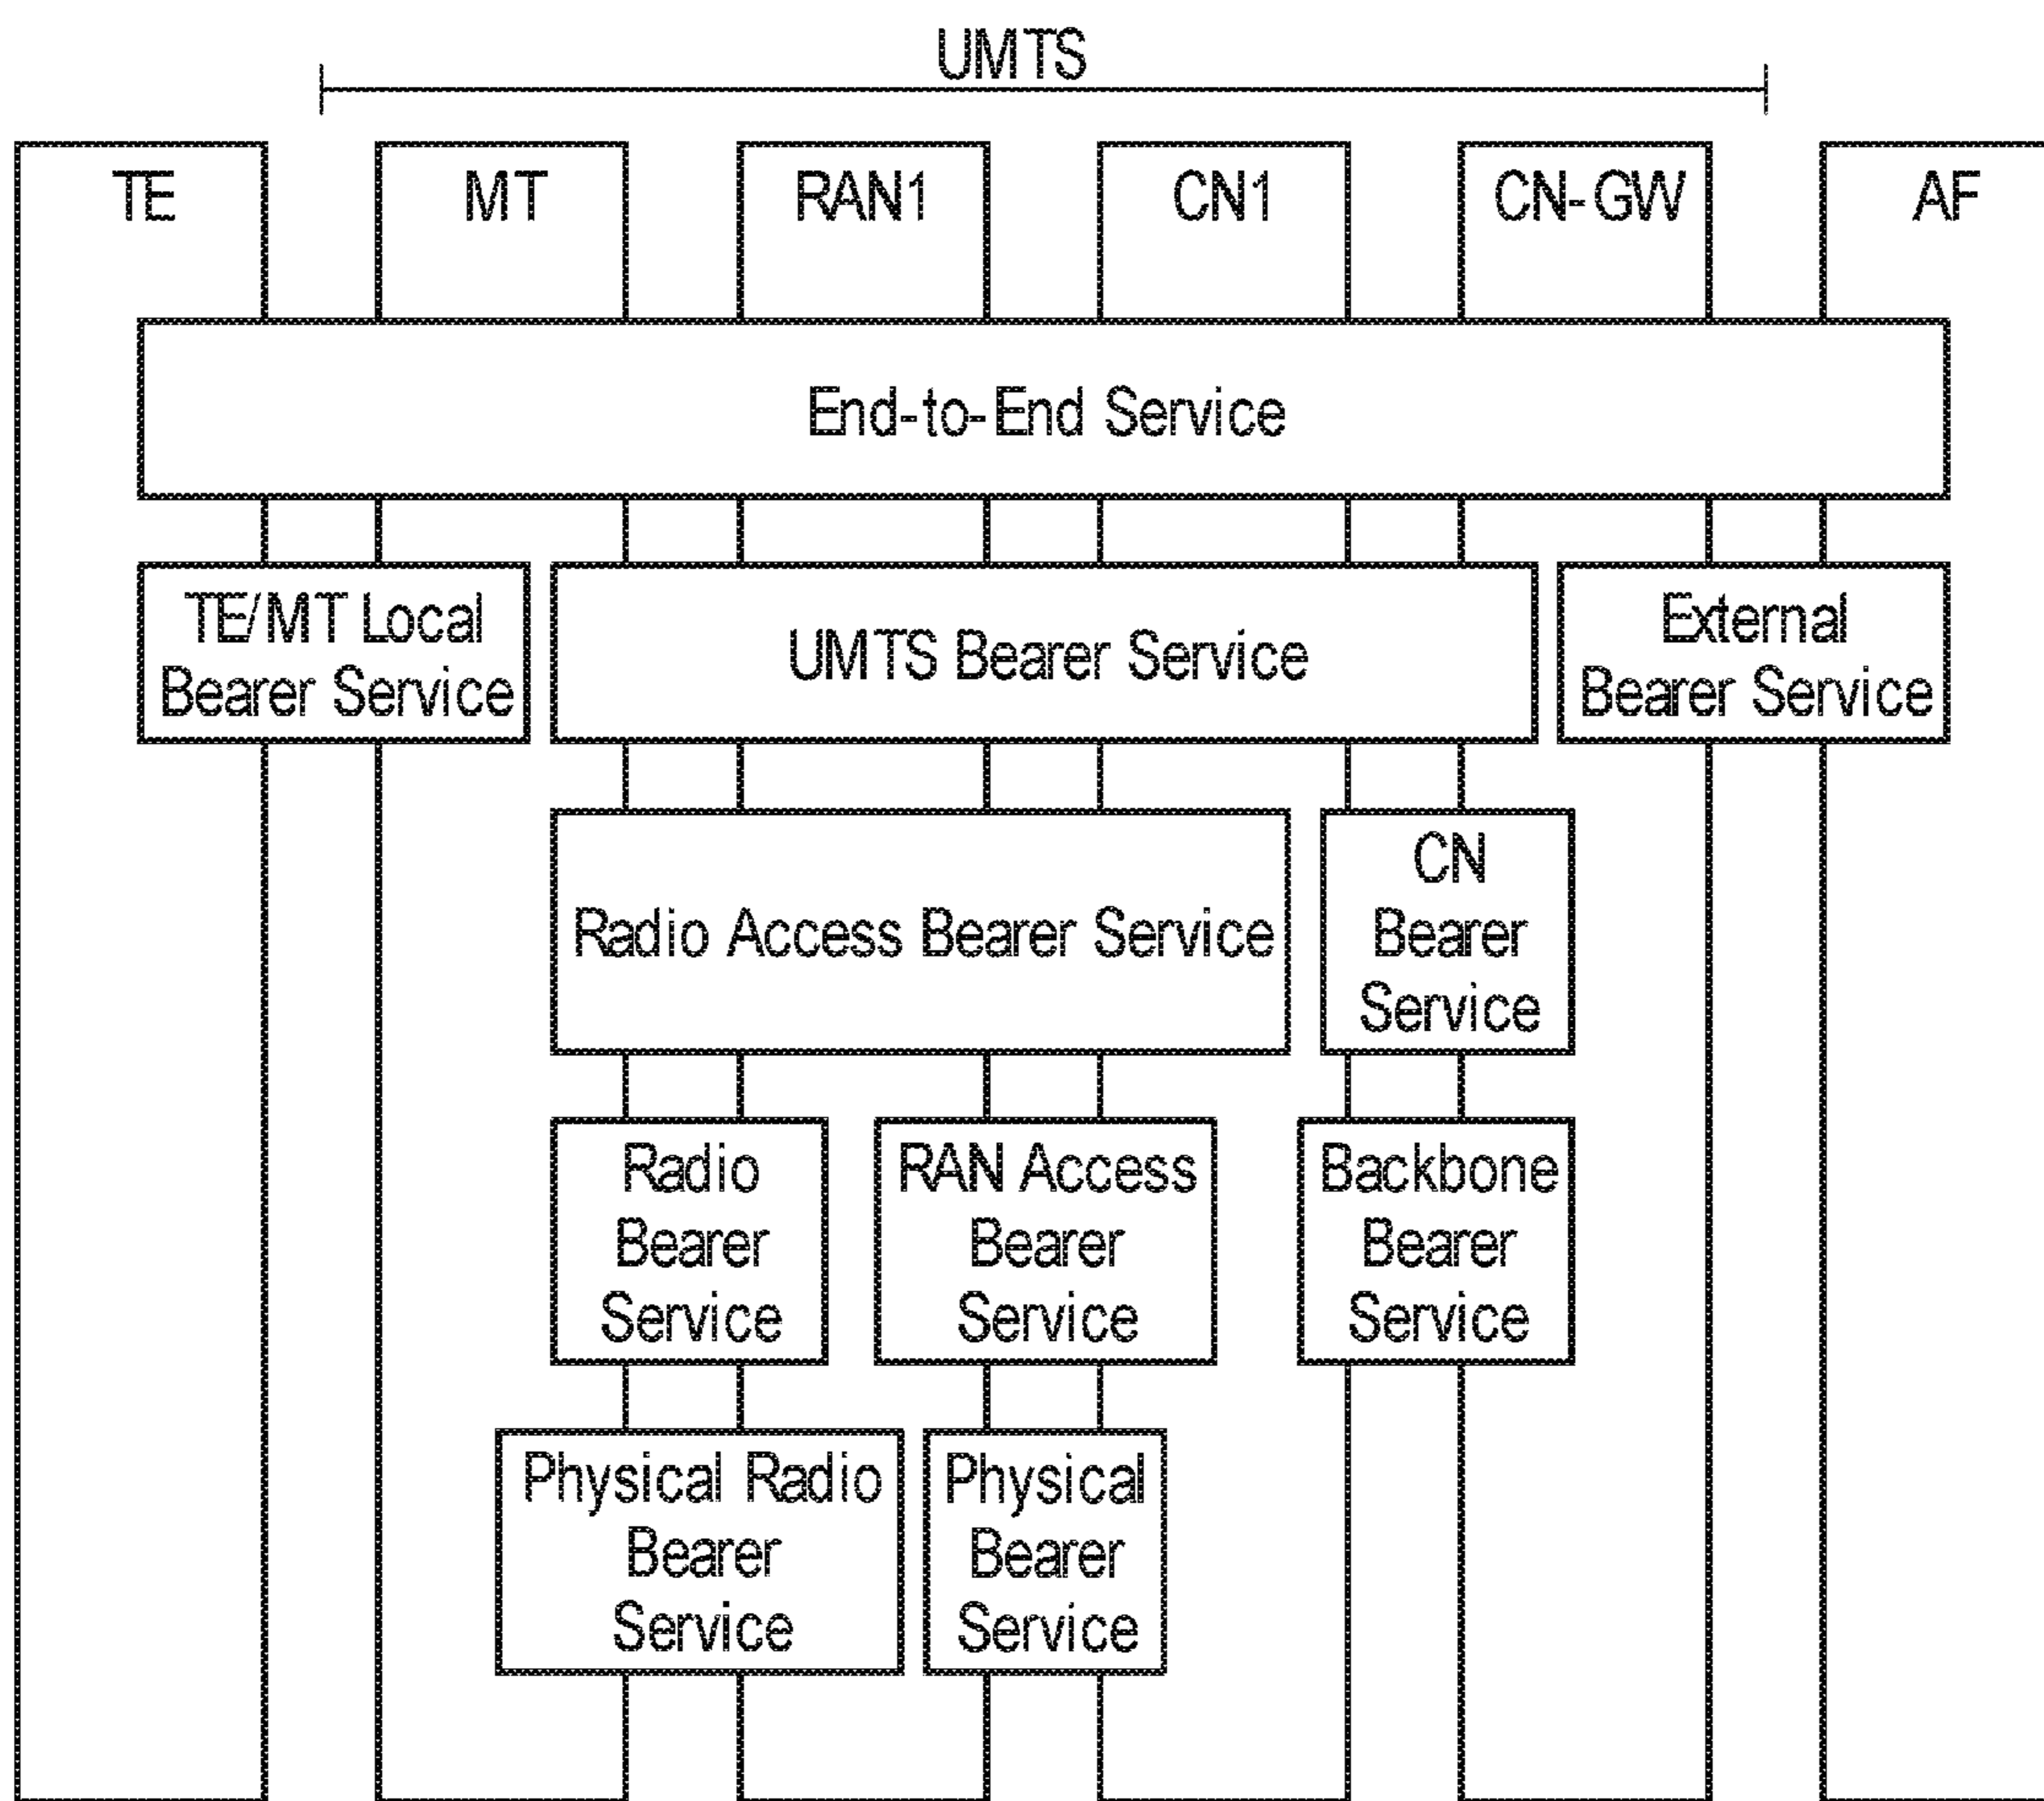 UMTS
TE
MT
RAN1
CN1
CN-GW
AF
End-to-End Service
TE/MT Local
Bearer Service
UMTS Bearer Service
External
Bearer Service
Radio Access Bearer Service
CN
Bearer
Service
Radio
Bearer
Service
RAN Access
Bearer
Service
Backbone
Bearer
Service
Physical Radio
Bearer
Service
Physical
Bearer
Service